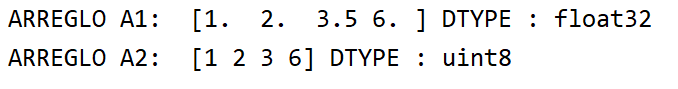 ARREGLO A1:  [1.  2.  3.5 6. ] DTYPE : float32
ARREGLO A2:  [1 2 3 6] DTYPE : uint8